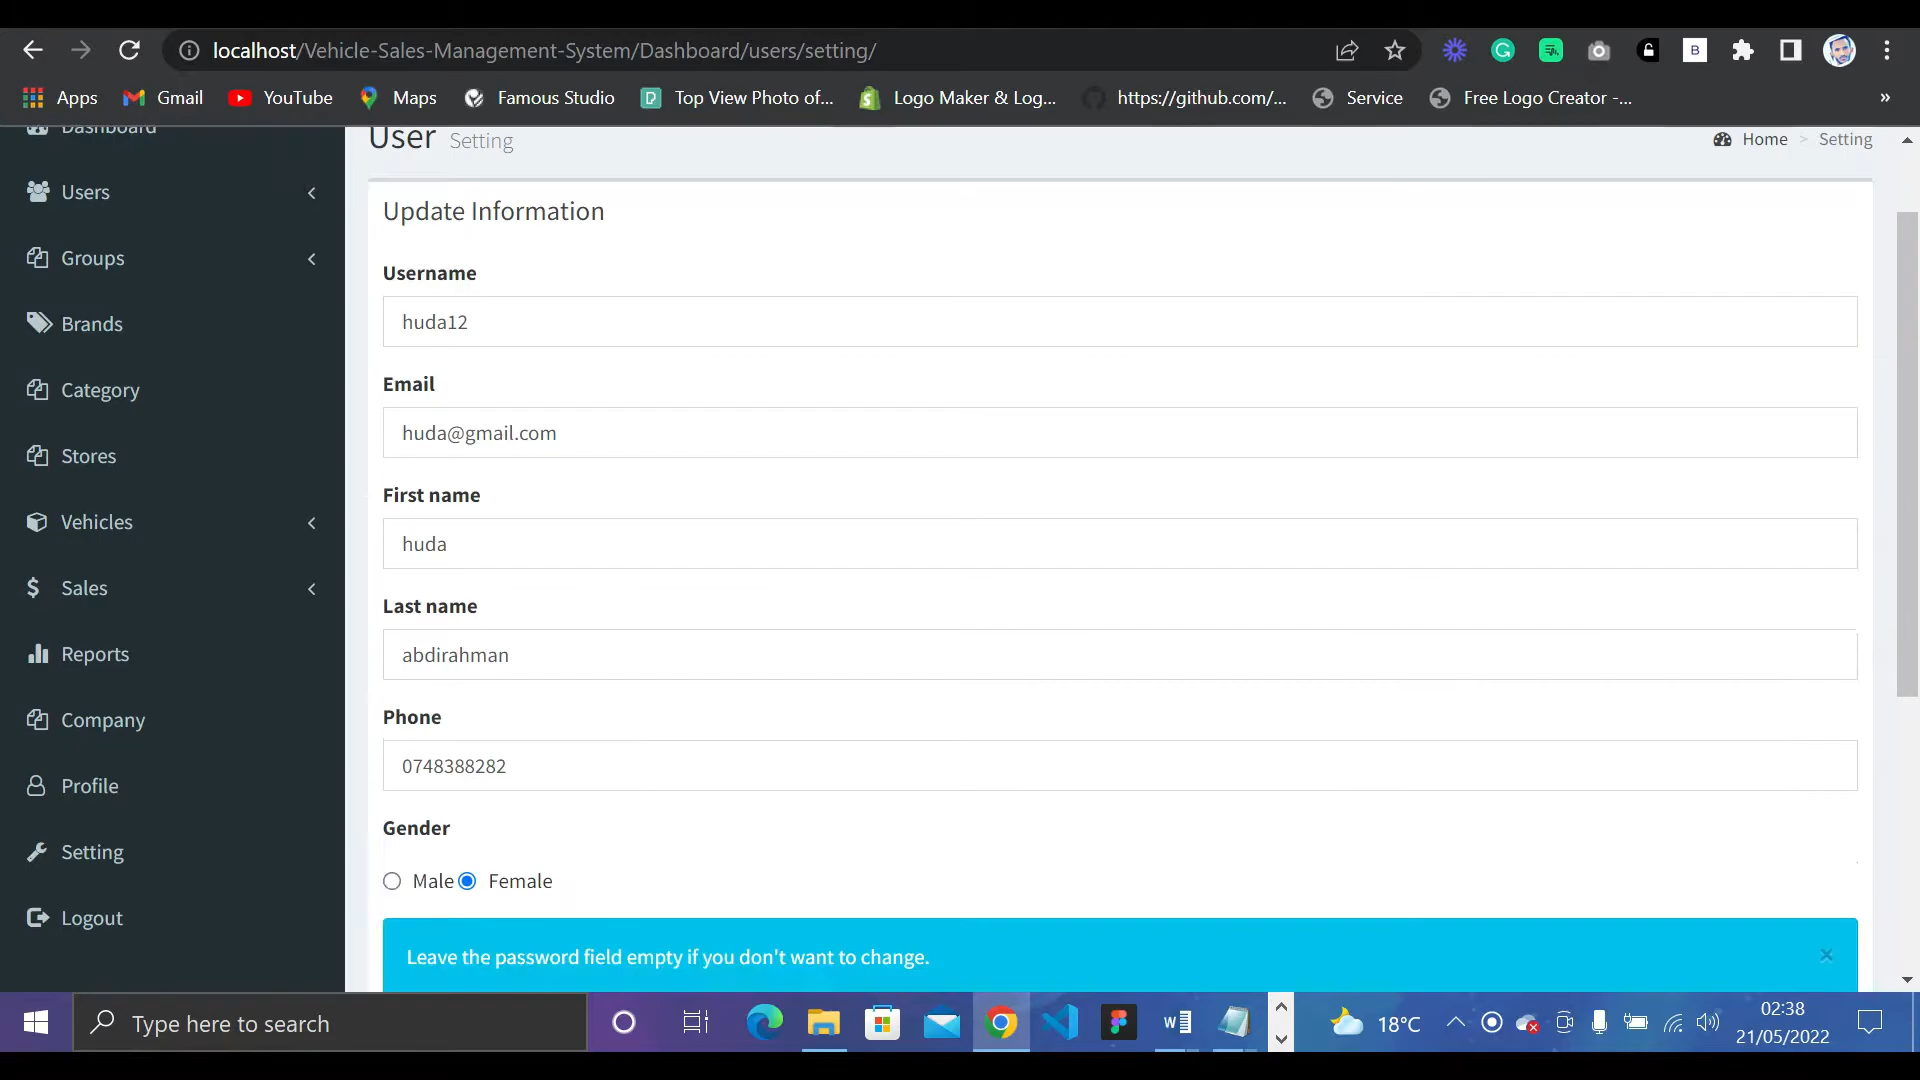 localhost/Vehicle-Sales-Management-System/Dashboard/users/setting/
Apps
Gmail
YouTube
Maps
Famous Studio
Top View Photo of...
Logo Maker & Log...
https://github.com/...
Service
Free Logo Creator -...
»
Dashboard
Users
Groups
Brands
Category
Stores
Vehicles
Sales
Reports
Company
Profile
Setting
Logout
User Setting
Home > Setting
Update Information
Username
huda12
Email
huda@gmail.com
First name
huda
Last name
abdirahman
Phone
0748388282
Gender
Male Female
Leave the password field empty if you don't want to change. ×
Type here to search
18°C
02:38
21/05/2022